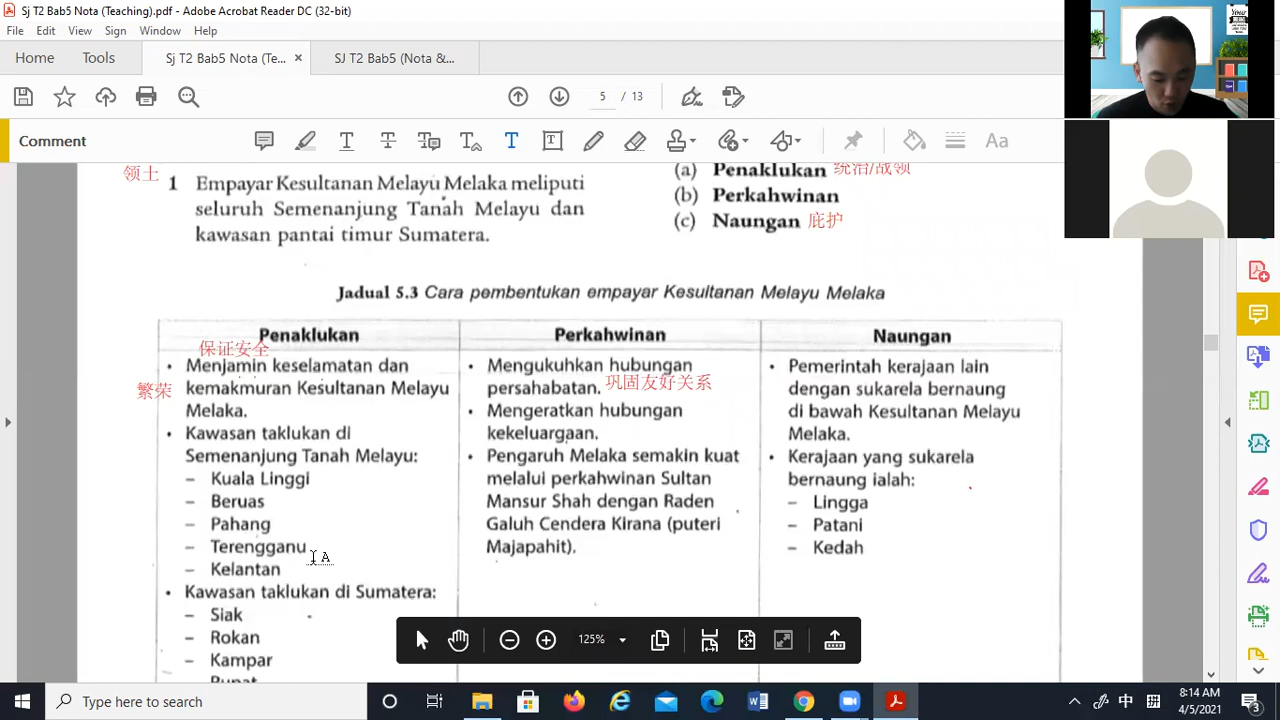 Sj T2 Bab5 Nota (Teaching).pdf - Adobe Acrobat Reader DC (32-bit)
File Edit View Sign Window Help
Home Tools Sj T2 Bab5 Nota (Te... × SJ T2 Bab5 (Nota &...
5 / 13
Comment
Aa
领土
1 Empayar Kesultanan Melayu Melaka meliputi
seluruh Semenanjung Tanah Melayu dan
kawasan pantai timur Sumatera.
(a) Penaklukan 统治/战领
(b) Perkahwinan
(c) Naungan 庇护
Jadual 5.3 Cara pembentukan empayar Kesultanan Melayu Melaka
Penaklukan
保证安全
• Menjamin keselamatan dan
繁荣 kemakmuran Kesultanan Melayu
Melaka.
• Kawasan taklukan di
Semenanjung Tanah Melayu:
– Kuala Linggi
– Beruas
– Pahang
– Terengganu
– Kelantan
• Kawasan taklukan di Sumatera:
– Siak
– Rokan
– Kampar
– Rupat
Perkahwinan
• Mengukuhkan hubungan
persahabatan. 巩固友好关系
• Mengeratkan hubungan
kekeluargaan.
• Pengaruh Melaka semakin kuat
melalui perkahwinan Sultan
Mansur Shah dengan Raden
Galuh Cendera Kirana (puteri
Majapahit).
Naungan
• Pemerintah kerajaan lain
dengan sukarela bernaung
di bawah Kesultanan Melayu
Melaka.
• Kerajaan yang sukarela
bernaung ialah:
– Lingga
– Patani
– Kedah
125%
Type here to search
中 拼
8:14 AM
4/5/2021
3